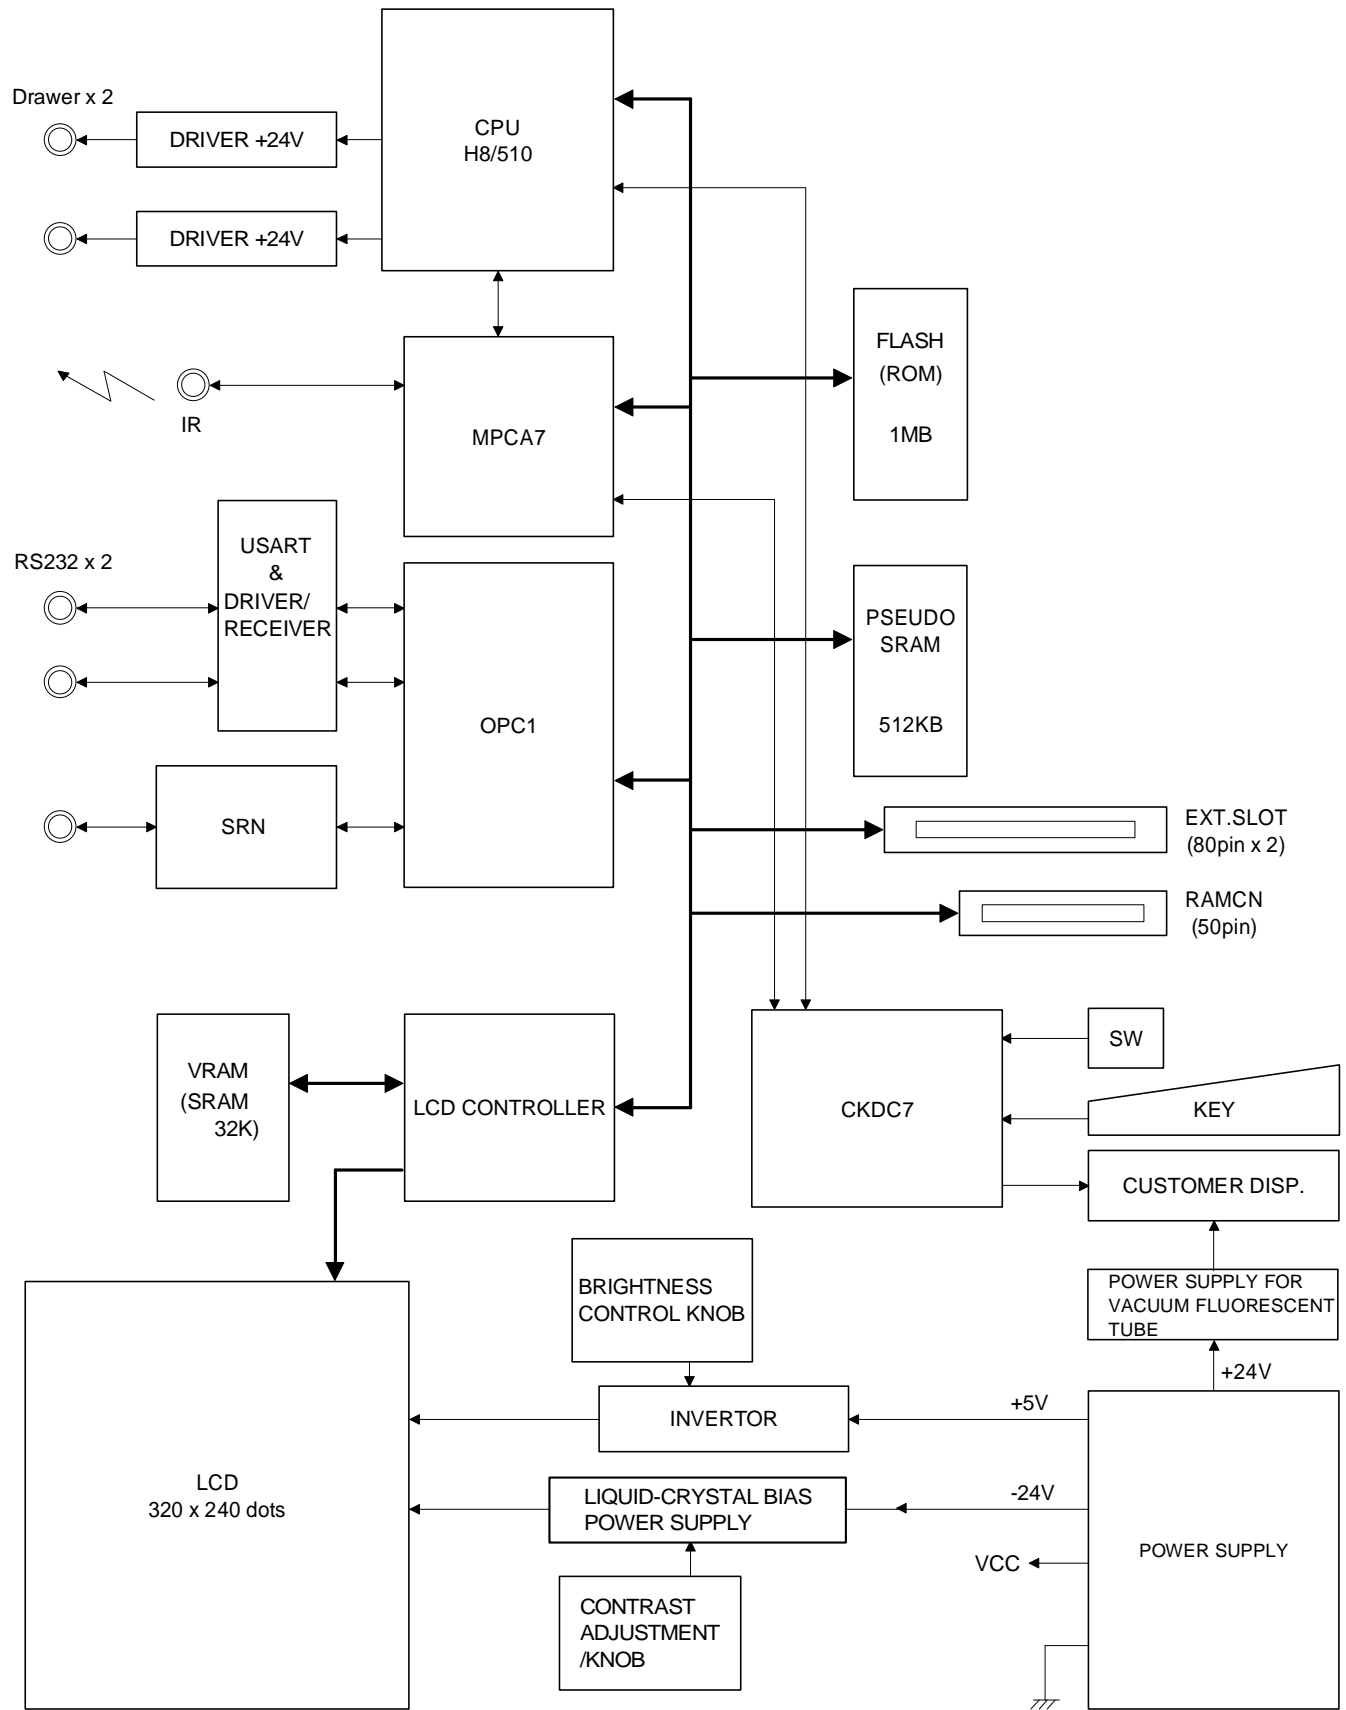 Drawer x 2
DRIVER +24V
DRIVER +24V
CPU
H8/510
FLASH
(ROM)
1MB
IR
MPCA7
RS232 x 2
USART
&
DRIVER/
RECEIVER
PSEUDO
SRAM
512KB
OPC1
SRN
EXT.SLOT
(80pin x 2)
RAMCN
(50pin)
VRAM
(SRAM
32K)
LCD CONTROLLER
CKDC7
SW
KEY
CUSTOMER DISP.
BRIGHTNESS
CONTROL KNOB
POWER SUPPLY FOR
VACUUM FLUORESCENT
TUBE
+24V
INVERTOR
+5V
LCD
320 x 240 dots
LIQUID-CRYSTAL BIAS
POWER SUPPLY
-24V
VCC
POWER SUPPLY
CONTRAST
ADJUSTMENT
/KNOB